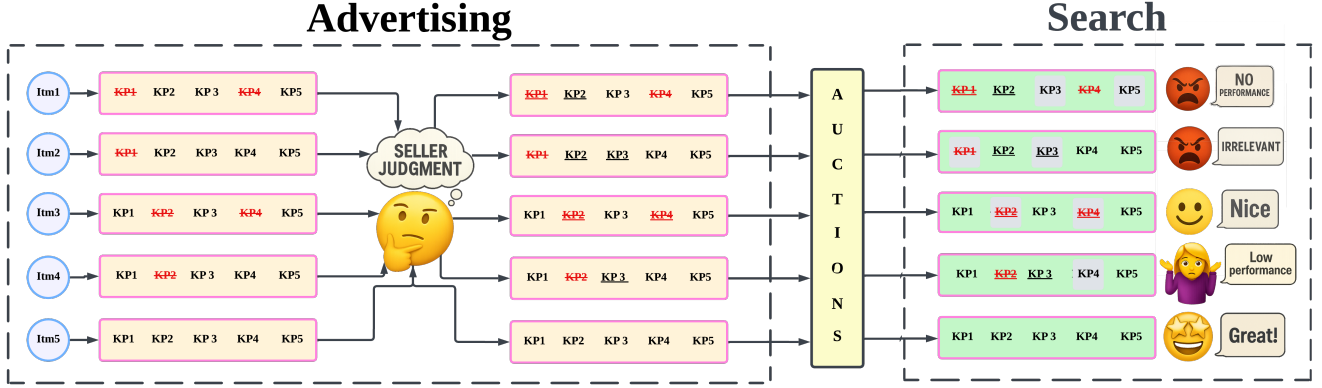 Advertising
Search
Itm1
KP1 KP2 KP 3 KP4 KP5
KP1 KP2 KP 3 KP4 KP5
KP 1 KP2 KP3 KP4 KP5
NO
PERFORMANCE
Itm2
KP1 KP2 KP3 KP4 KP5
SELLER
JUDGMENT
KP1 KP2 KP3 KP4 KP5
KP1 KP2 KP3 KP4 KP5
IRRELEVANT
Itm3
KP1 KP2 KP 3 KP4 KP5
KP1 KP2 KP 3 KP4 KP5
KP1 KP2 KP 3 KP4 KP5
Nice
Itm4
KP1 KP2 KP 3 KP4 KP5
KP1 KP2 KP 3 KP4 KP5
KP1 KP2 KP 3 KP4 KP5
Low
performance
Itm5
KP1 KP2 KP 3 KP4 KP5
KP1 KP2 KP 3 KP4 KP5
KP1 KP2 KP 3 KP4 KP5
Great!
A
U
C
T
I
O
N
S